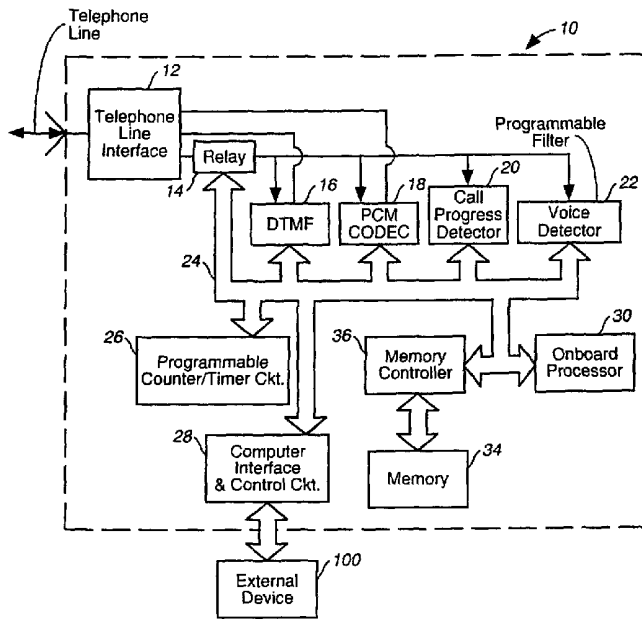 Telephone
Line
10
12
Telephone
Line
Interface
Relay
14
16
DTMF
18
PCM
CODEC
20
Call
Progress
Detector
Programmable
Filter
22
Voice
Detector
24
26
Programmable
Counter/Timer Ckt.
36
Memory
Controller
30
Onboard
Processor
28
Computer
Interface
& Control Ckt.
34
Memory
100
External
Device